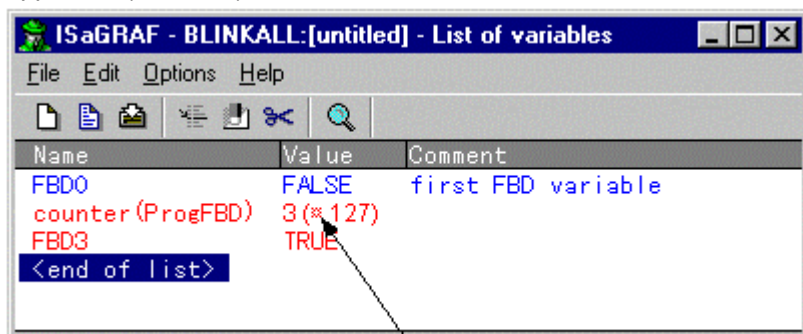 ISaGRAF - BLINKALL:[untitled] - List of variables
File Edit Options Help
Name Value Comment
FBD0 FALSE first FBD variable
counter(ProgFBD) 3(※127)
FBD3 TRUE
<end of list>